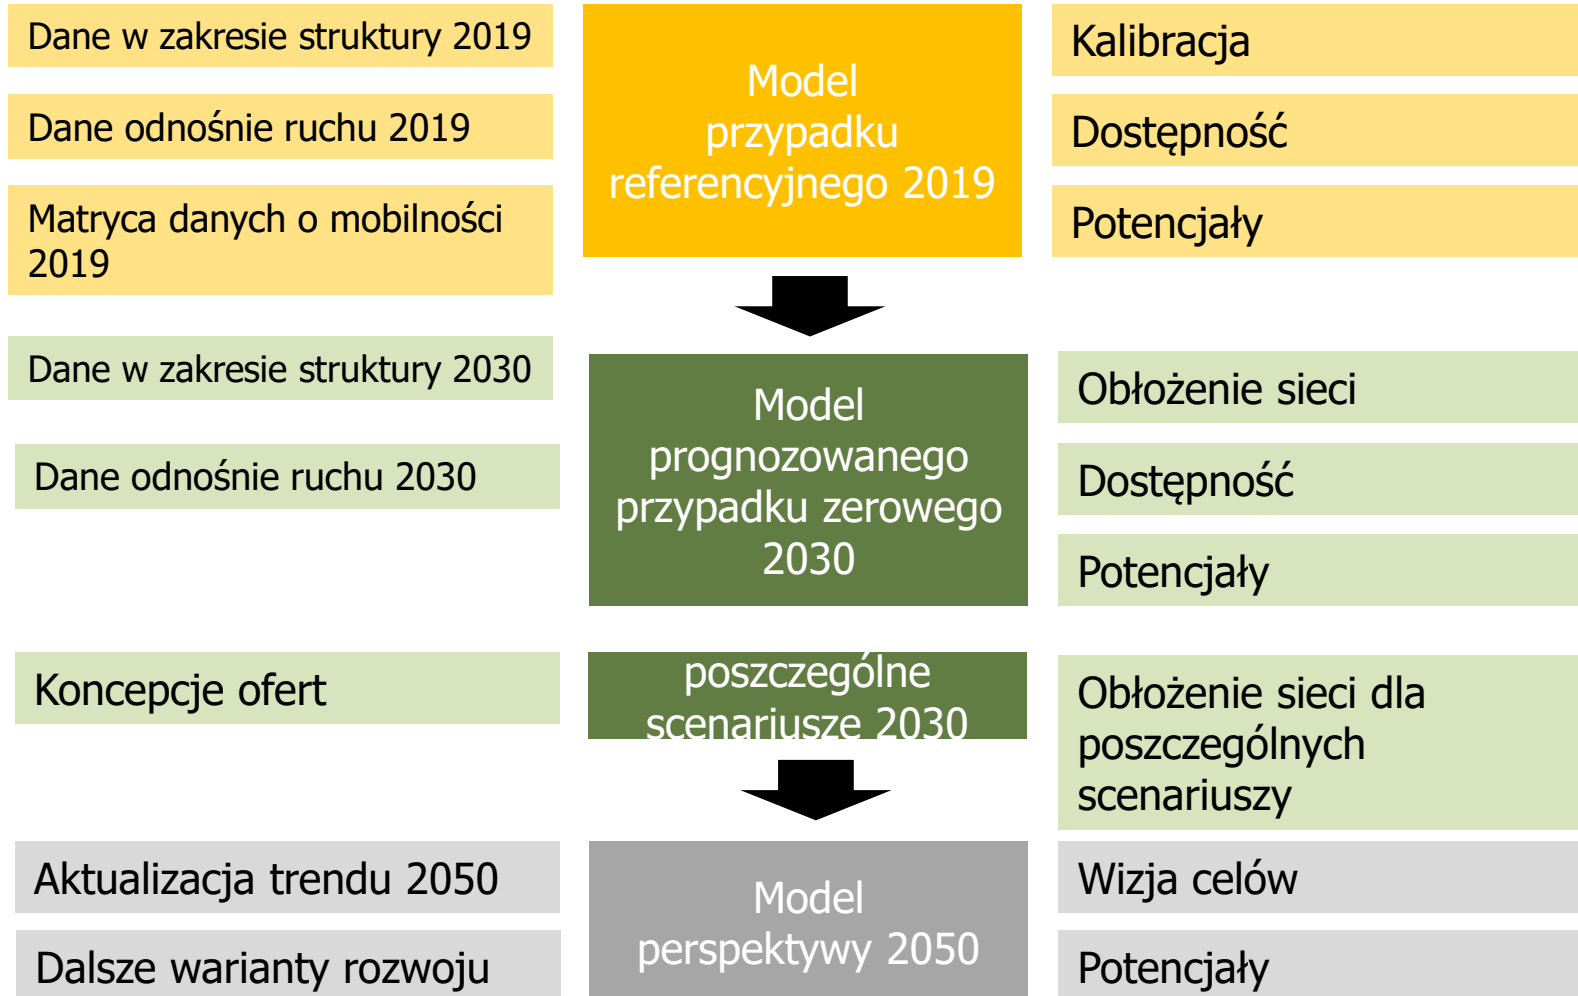 Dane w zakresie struktury 2019
Dane odnośnie ruchu 2019
Matryca danych o mobilności
2019
Model
przypadku
referencyjnego 2019
Kalibracja
Dostępność
Potencjały
Dane w zakresie struktury 2030
Dane odnośnie ruchu 2030
Model
prognozowanego
przypadku zerowego
2030
Obłożenie sieci
Dostępność
Potencjały
Koncepcje ofert
poszczególne
scenariusze 2030
Obłożenie sieci dla
poszczególnych
scenariuszy
Aktualizacja trendu 2050
Dalsze warianty rozwoju
Model
perspektywy 2050
Wizja celów
Potencjały